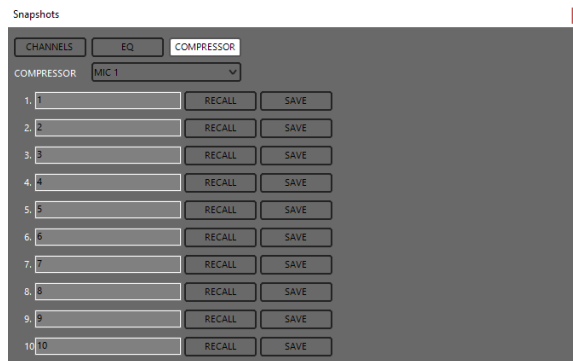 Snapshots
CHANNELS EQ COMPRESSOR
COMPRESSOR MIC 1
1. 1 RECALL SAVE
2. 2 RECALL SAVE
3. 3 RECALL SAVE
4. 4 RECALL SAVE
5. 5 RECALL SAVE
6. 6 RECALL SAVE
7. 7 RECALL SAVE
8. 8 RECALL SAVE
9. 9 RECALL SAVE
10 10 RECALL SAVE